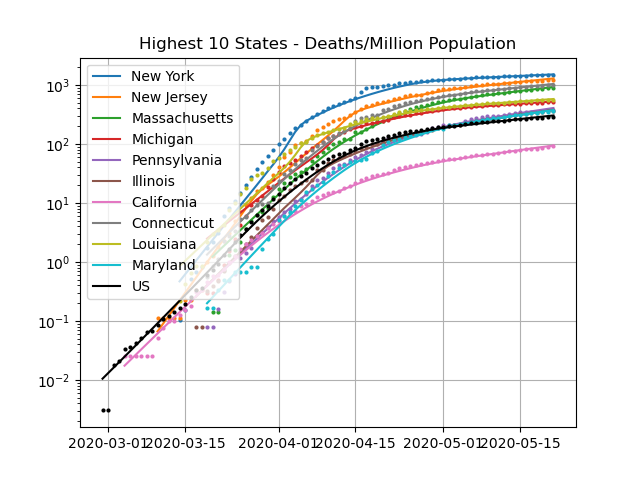 Highest 10 States - Deaths/Million Population
New York
New Jersey
Massachusetts
Michigan
Pennsylvania
Illinois
California
Connecticut
Louisiana
Maryland
US
10³
10²
10¹
10⁰
10⁻¹
10⁻²
2020-03-01 2020-03-15 2020-04-01 2020-04-15 2020-05-01 2020-05-15